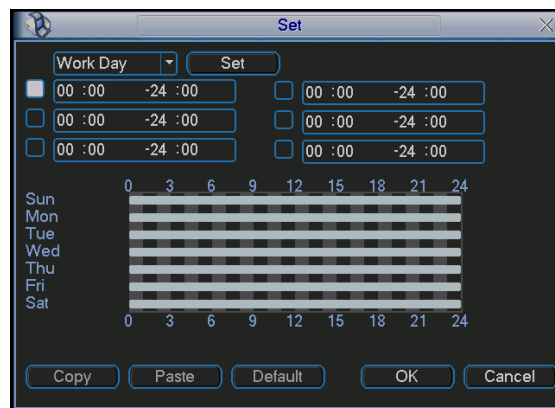 Set
Work Day Set
00 :00 -24 :00 00 :00 -24 :00
00 :00 -24 :00 00 :00 -24 :00
00 :00 -24 :00 00 :00 -24 :00
0 3 6 9 12 15 18 21 24
Sun
Mon
Tue
Wed
Thu
Fri
Sat
0 3 6 9 12 15 18 21 24
Copy Paste Default OK Cancel